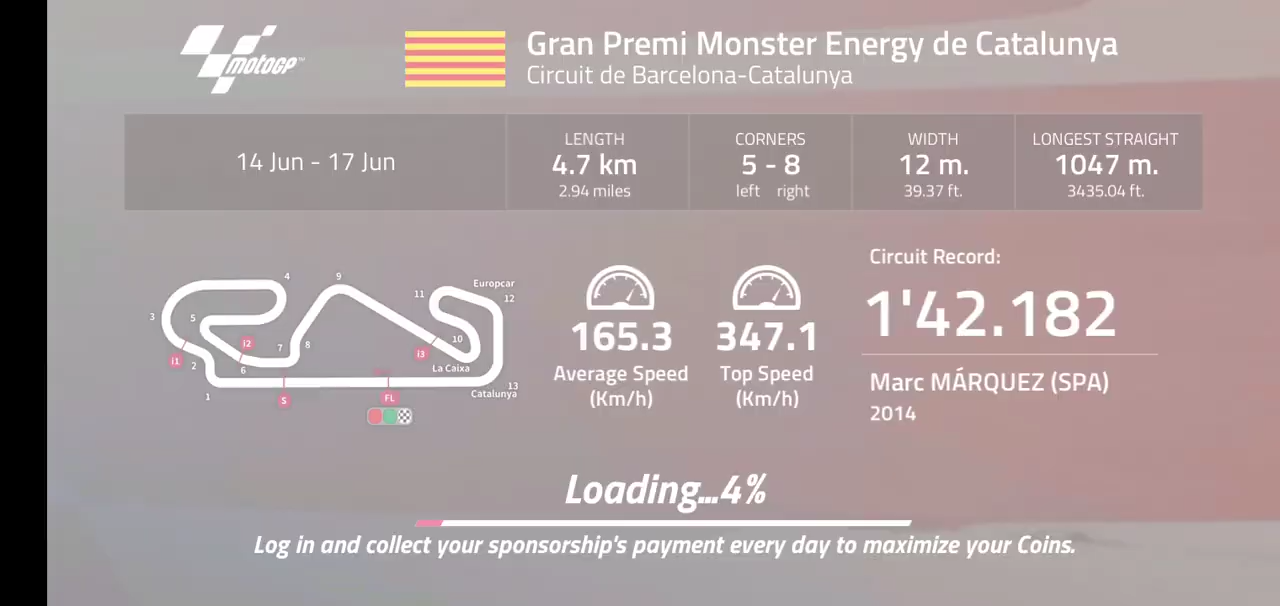 motoGP™
Gran Premi Monster Energy de Catalunya
Circuit de Barcelona-Catalunya
14 Jun - 17 Jun
LENGTH
4.7 km
2.94 miles
CORNERS
5 - 8
left right
WIDTH
12 m.
39.37 ft.
LONGEST STRAIGHT
1047 m.
3435.04 ft.
4
9
Europcar
11
12
3
5
i2
7
8
10
i3
i1
2
6
La Caixa
13
1
S
FL
Catalunya
165.3
Average Speed
(Km/h)
347.1
Top Speed
(Km/h)
Circuit Record:
1'42.182
Marc MÁRQUEZ (SPA)
2014
Loading...4%
Log in and collect your sponsorship's payment every day to maximize your Coins.